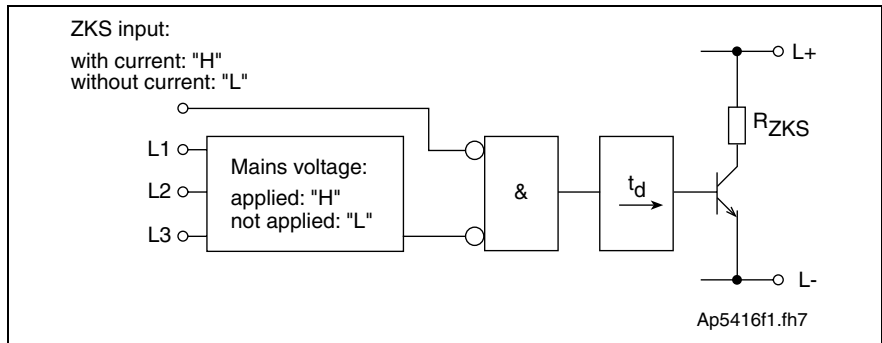 ZKS input:
with current: "H"
without current: "L"
L+
RZKS
L1
L2
L3
Mains voltage:
applied: "H"
not applied: "L"
&
td
L-
Ap5416f1.fh7